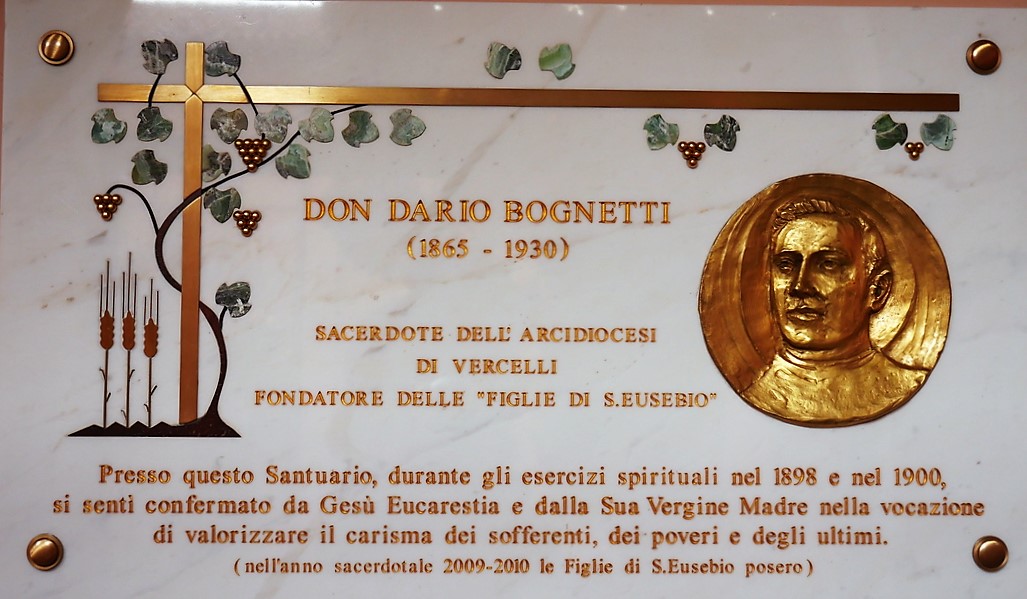 DON DARIO BOGNETTI
(1865 - 1930)
SACERDOTE DELL' ARCIDIOCESI
DI VERCELLI
FONDATORE DELLE "FIGLIE DI S.EUSEBIO"
Presso questo Santuario, durante gli esercizi spirituali nel 1898 e nel 1900,
si sentì confermato da Gesù Eucarestia e dalla Sua Vergine Madre nella vocazione
di valorizzare il carisma dei sofferenti, dei poveri e degli ultimi.
(nell'anno sacerdotale 2009-2010 le Figlie di S.Eusebio posero)